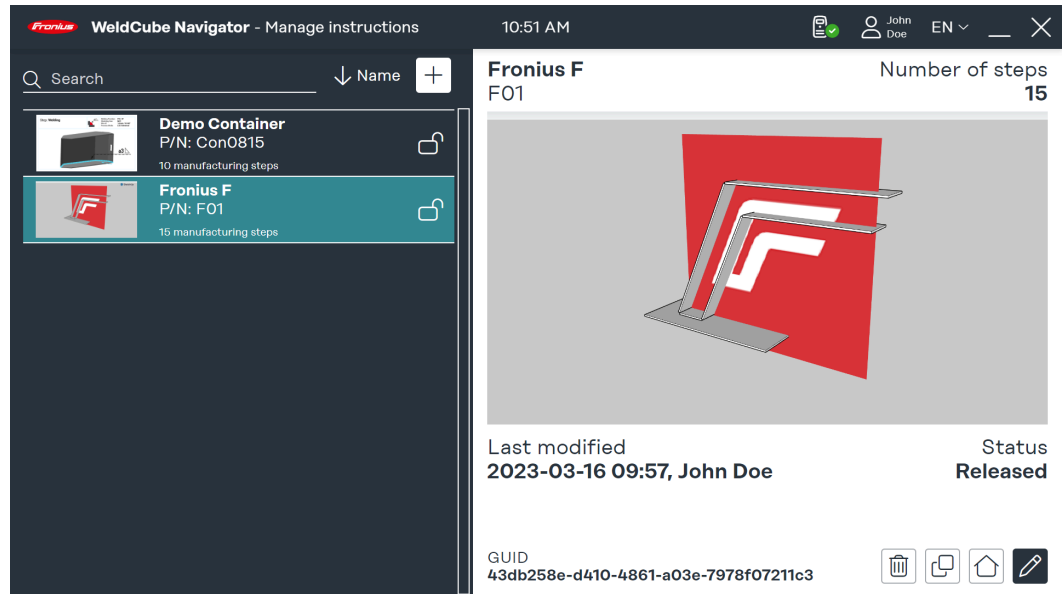 Fronius WeldCube Navigator - Manage instructions 10:51 AM John Doe EN
Search Name
Demo Container
P/N: Con0815
10 manufacturing steps
Fronius F
P/N: F01
15 manufacturing steps
Fronius F
F01
Number of steps
15
Last modified
2023-03-16 09:57, John Doe
Status
Released
GUID
43db258e-d410-4861-a03e-7978f07211c3